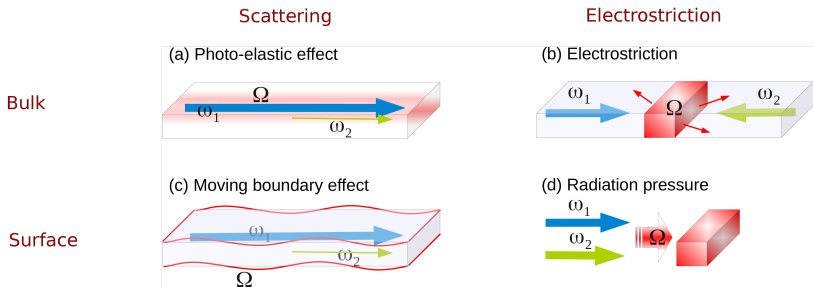 Scattering
Electrostriction
Bulk
(a) Photo-elastic effect
Ω
ω1
ω2
(b) Electrostriction
ω1
Ω
ω2
Surface
(c) Moving boundary effect
ω1
ω2
Ω
(d) Radiation pressure
ω1
ω2
Ω